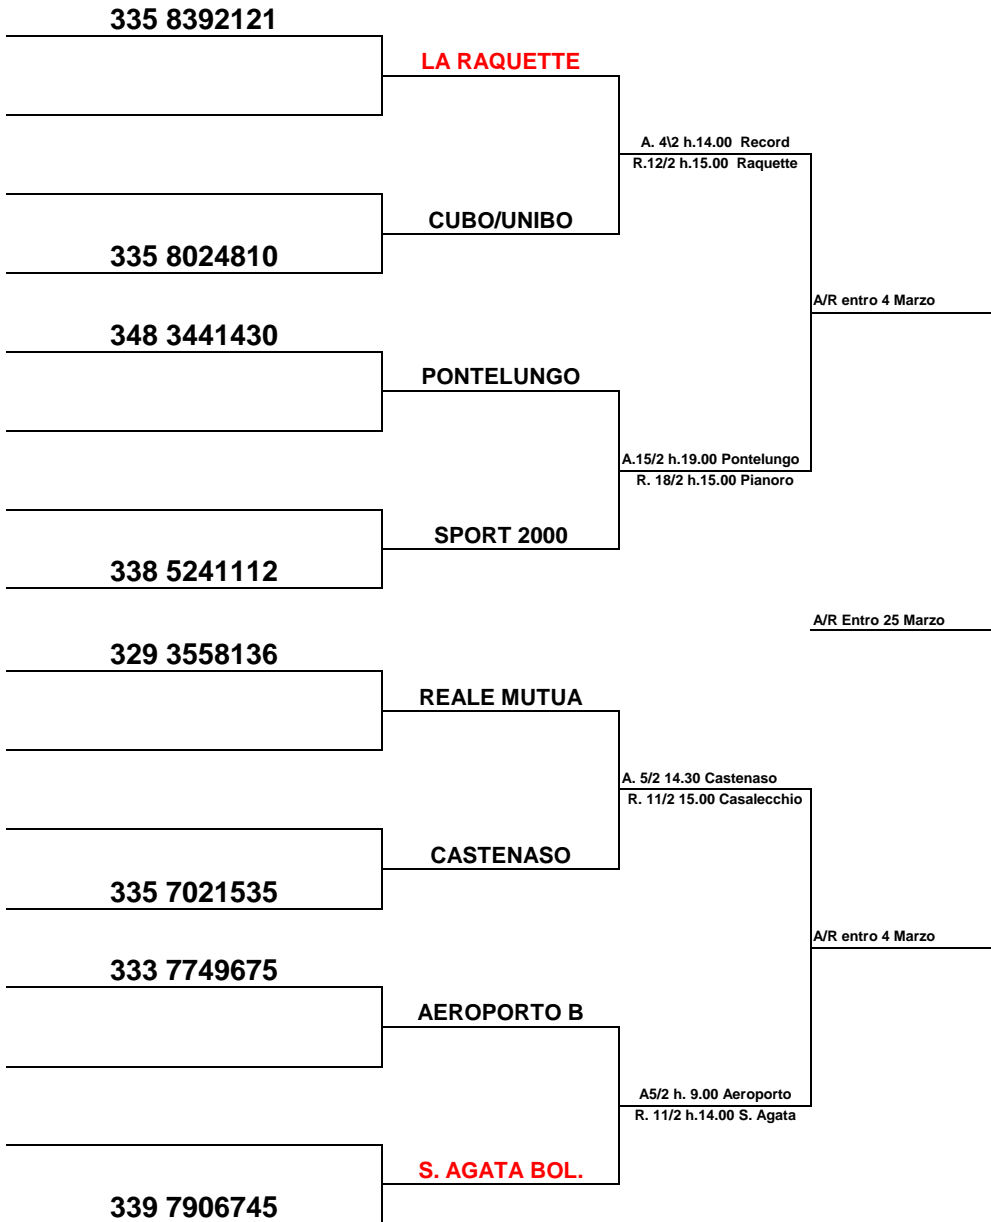 335 8392121
LA RAQUETTE
A. 4\2 h.14.00 Record
R.12/2 h.15.00 Raquette
CUBO/UNIBO
335 8024810
A/R entro 4 Marzo
348 3441430
PONTELUNGO
A.15/2 h.19.00 Pontelungo
R. 18/2 h.15.00 Pianoro
SPORT 2000
338 5241112
A/R Entro 25 Marzo
329 3558136
REALE MUTUA
A. 5/2 14.30 Castenaso
R. 11/2 15.00 Casalecchio
CASTENASO
335 7021535
A/R entro 4 Marzo
333 7749675
AEROPORTO B
A5/2 h. 9.00 Aeroporto
R. 11/2 h.14.00 S. Agata
S. AGATA BOL.
339 7906745